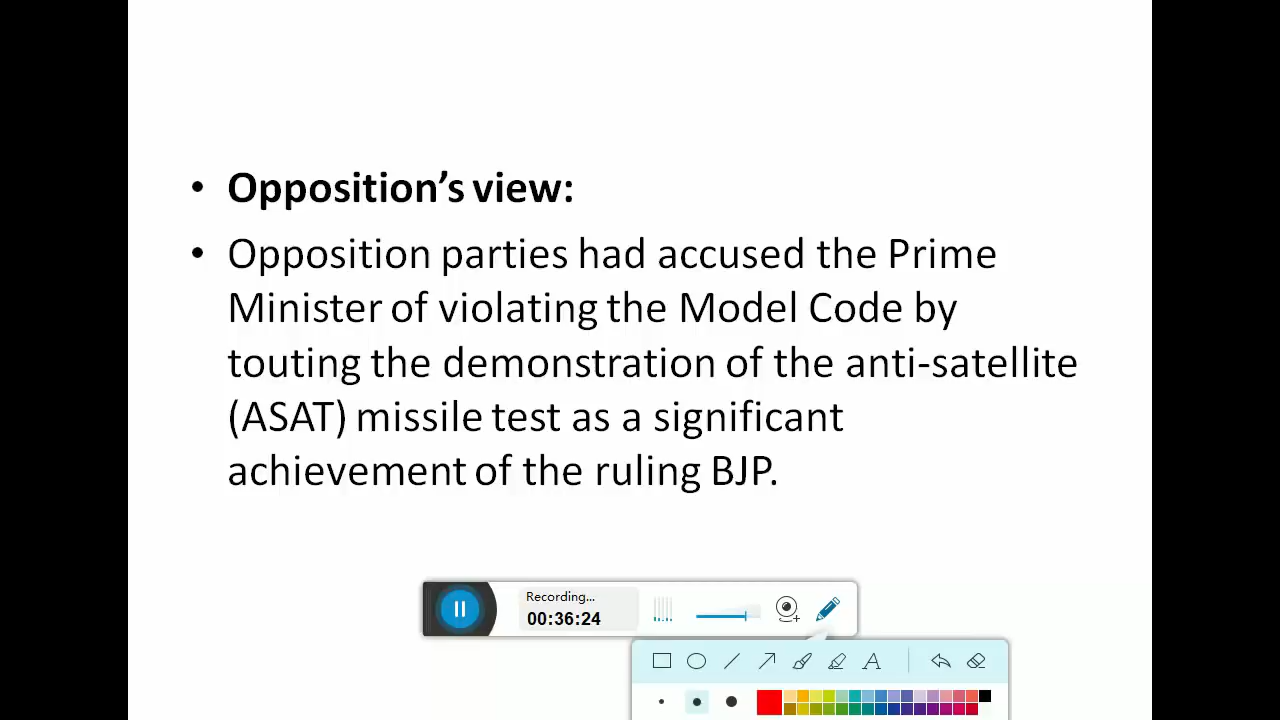 • Opposition’s view:
• Opposition parties had accused the Prime
Minister of violating the Model Code by
touting the demonstration of the anti-satellite
(ASAT) missile test as a significant
achievement of the ruling BJP.
Recording...
00:36:24
A